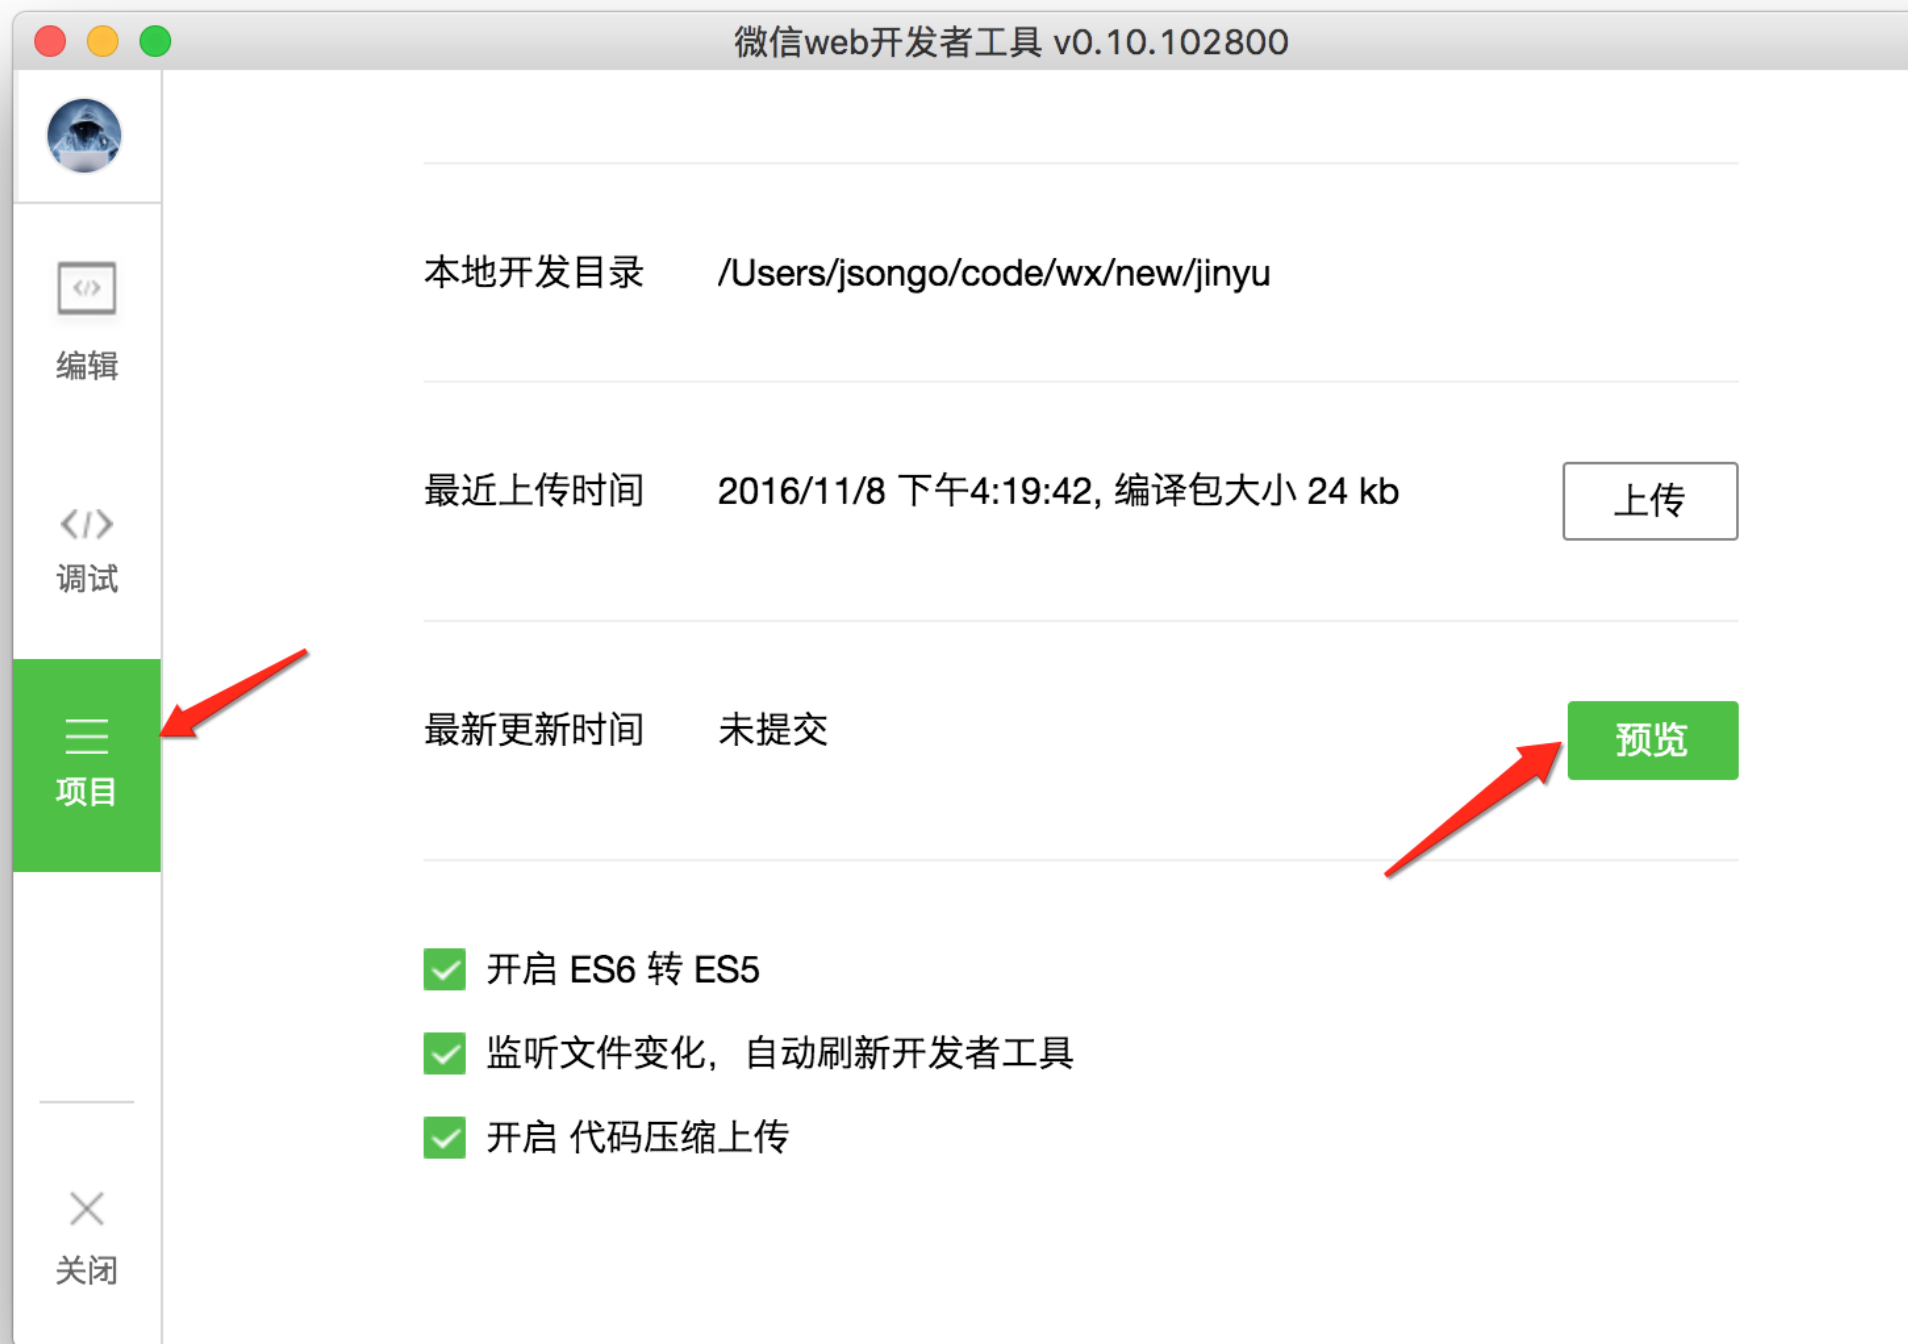 微信web开发者工具 v0.10.102800
编辑
调试
项目
关闭
本地开发目录 /Users/jsongo/code/wx/new/jinyu
最近上传时间 2016/11/8 下午4:19:42, 编译包大小 24 kb 上传
最新更新时间 未提交 预览
开启 ES6 转 ES5
监听文件变化，自动刷新开发者工具
开启 代码压缩上传